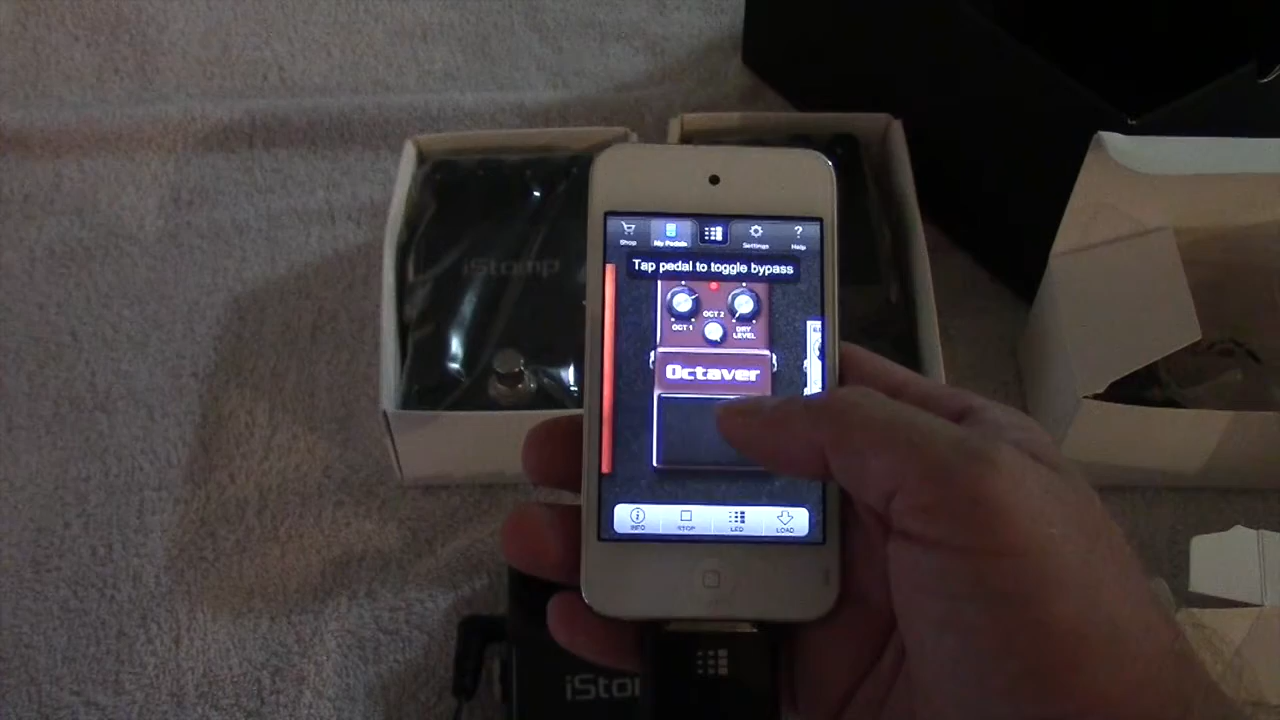 Shop
My Pedals
Settings
?
Help
Tap pedal to toggle bypass
OCT 1
OCT 2
DRY
LEVEL
Octaver
INFO
STOP
LED
LOAD
iStomp
iSto